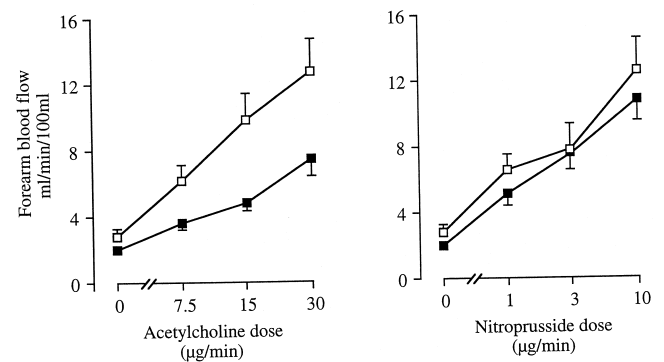 16
12
8
4
0
Forearm blood flow
ml/min/100ml
0 7.5 15 30
Acetylcholine dose
(µg/min)
16
12
8
4
0
0 1 3 10
Nitroprusside dose
(µg/min)